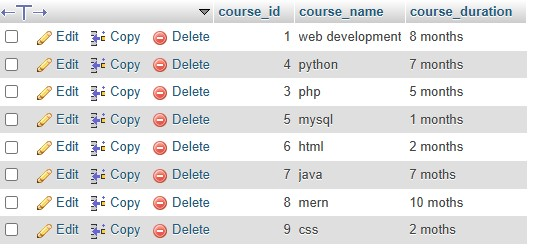 course_id course_name course_duration
Edit Copy Delete 1 web development 8 months
Edit Copy Delete 4 python 7 months
Edit Copy Delete 3 php 5 months
Edit Copy Delete 5 mysql 1 months
Edit Copy Delete 6 html 2 months
Edit Copy Delete 7 java 7 moths
Edit Copy Delete 8 mern 10 moths
Edit Copy Delete 9 css 2 moths